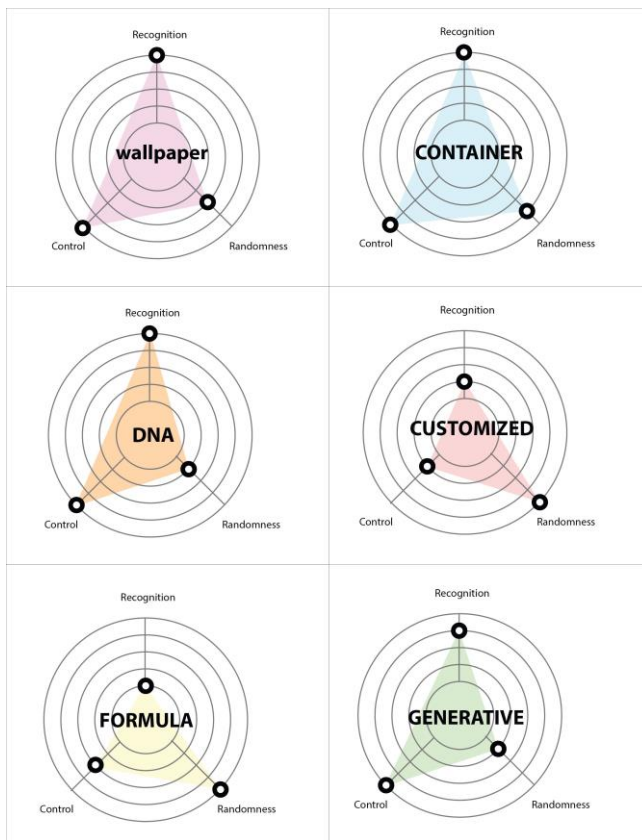 Recognition
wallpaper
Control
Randomness
Recognition
CONTAINER
Control
Randomness
Recognition
DNA
Control
Randomness
Recognition
CUSTOMIZED
Control
Randomness
Recognition
FORMULA
Control
Randomness
Recognition
GENERATIVE
Control
Randomness